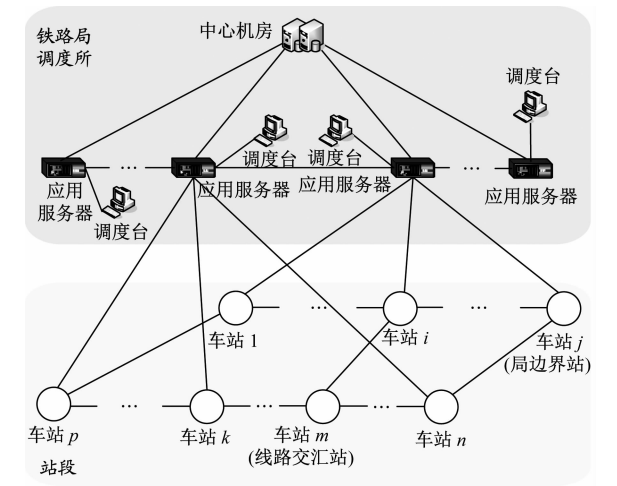 铁路局
调度所
中心机房
调度台
调度台
调度台
应用
服务器
应用服务器
应用服务器
应用服务器
调度台
车站 1
车站 i
车站 j
(局边界站)
车站 p
车站 k
车站 m
(线路交汇站)
车站 n
站段